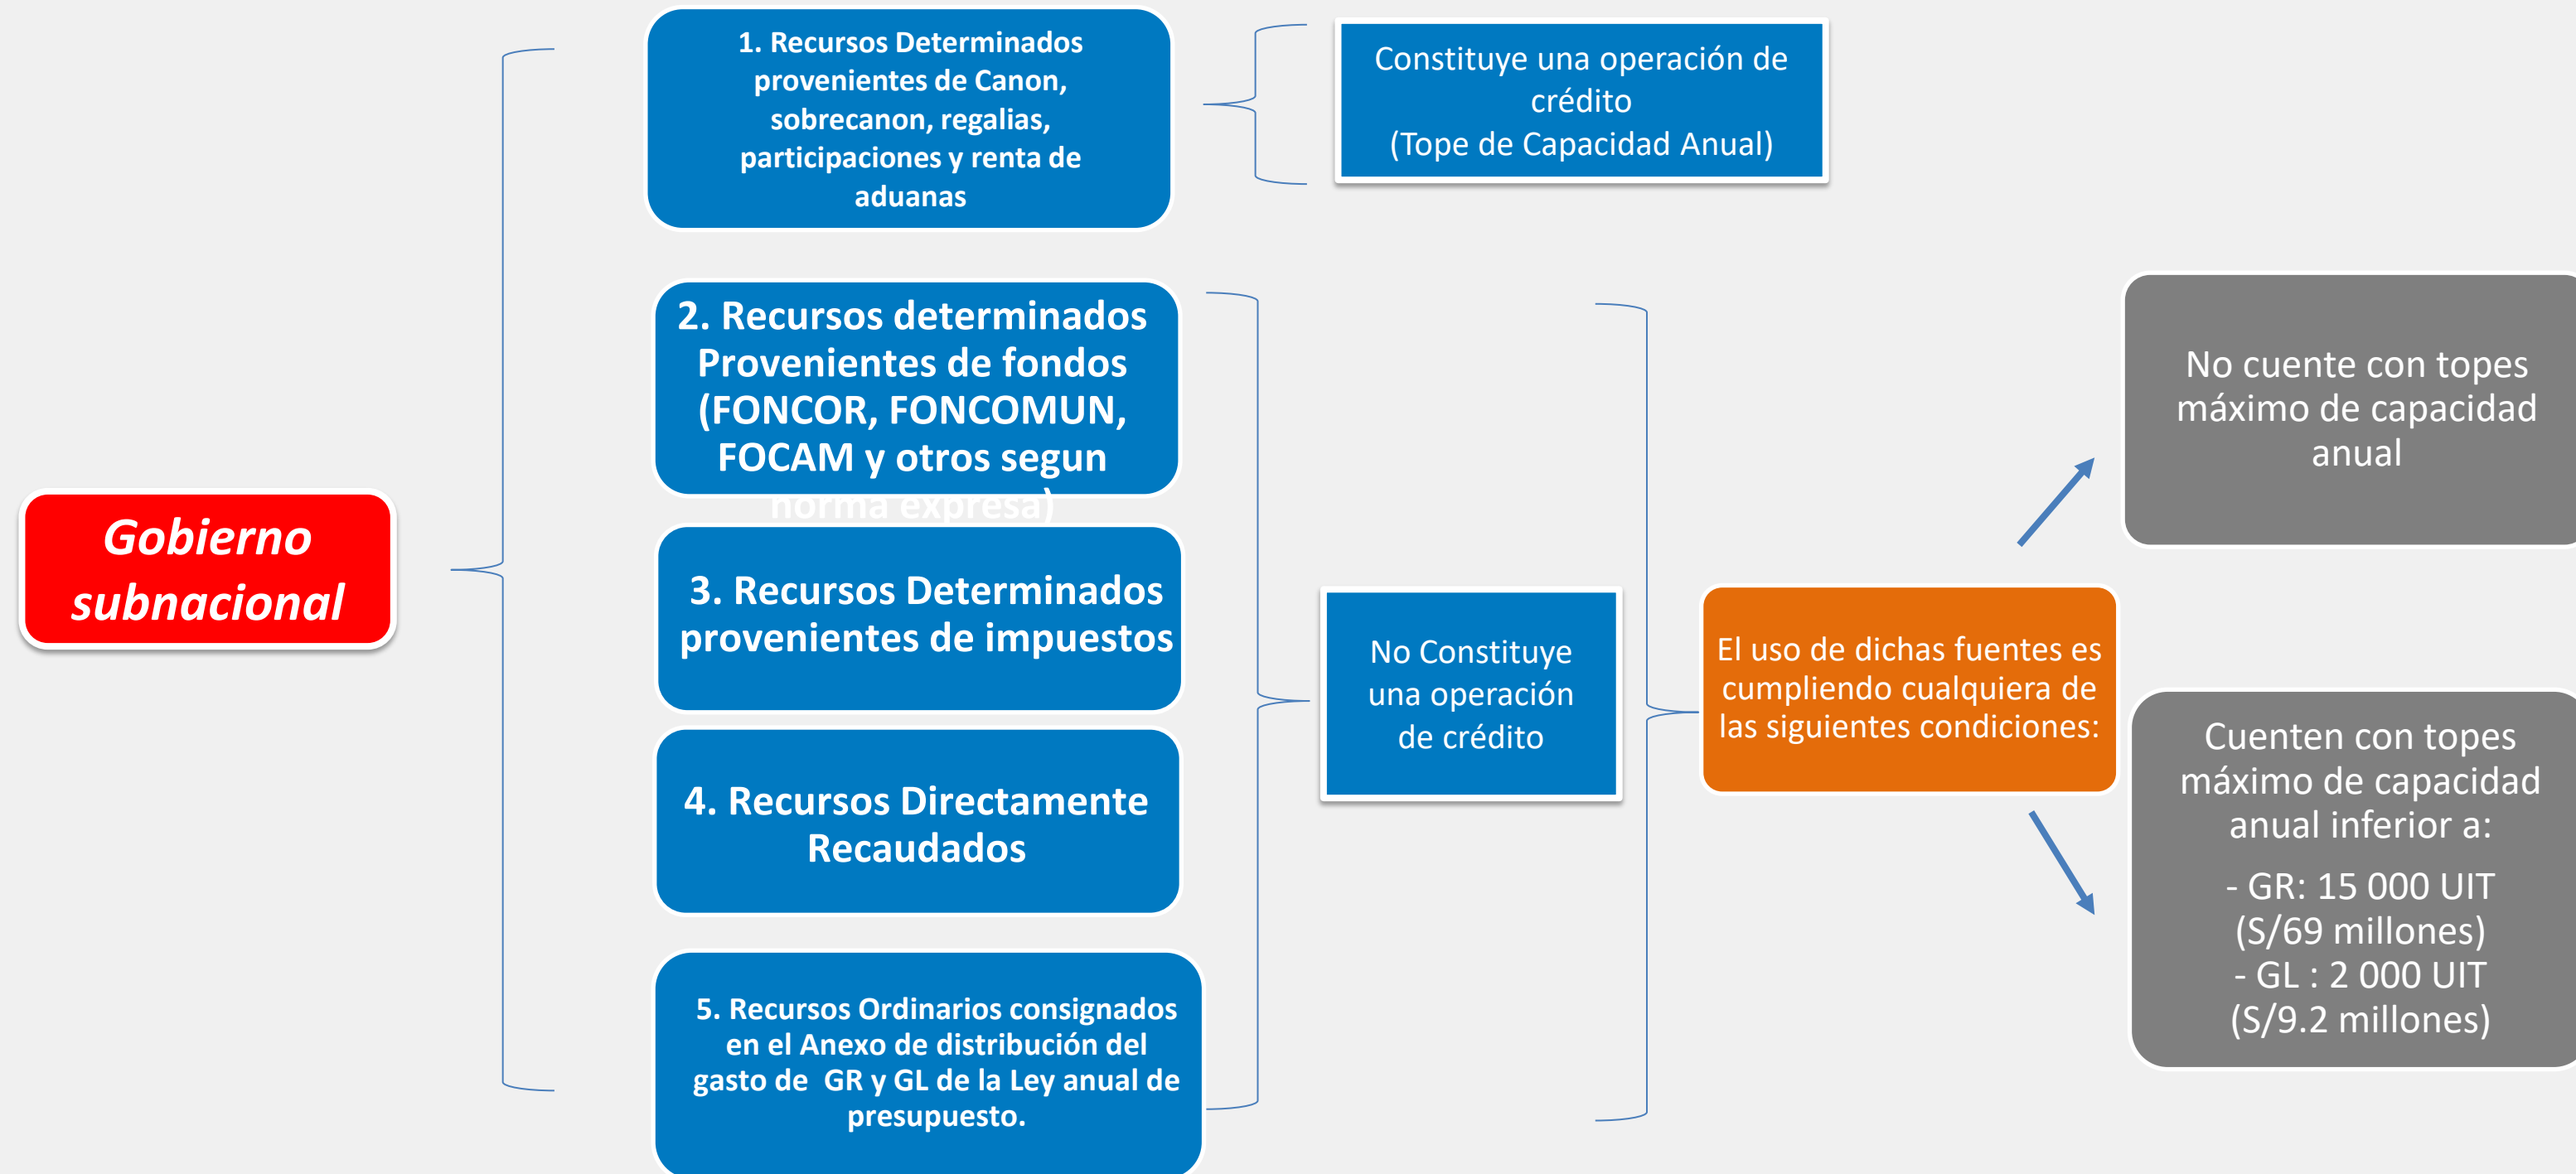 1. Recursos Determinados
provenientes de Canon,
sobrecanon, regalias,
participaciones y renta de
aduanas
Constituye una operación de
crédito
(Tope de Capacidad Anual)
2. Recursos determinados
Provenientes de fondos
(FONCOR, FONCOMUN,
FOCAM y otros segun
norma expresa)
3. Recursos Determinados
provenientes de impuestos
4. Recursos Directamente
Recaudados
5. Recursos Ordinarios consignados
en el Anexo de distribución del
gasto de GR y GL de la Ley anual de
presupuesto.
Gobierno
subnacional
No Constituye
una operación
de crédito
El uso de dichas fuentes es
cumpliendo cualquiera de
las siguientes condiciones:
No cuente con topes
máximo de capacidad
anual
Cuenten con topes
máximo de capacidad
anual inferior a:
- GR: 15 000 UIT
(S/69 millones)
- GL : 2 000 UIT
(S/9.2 millones)